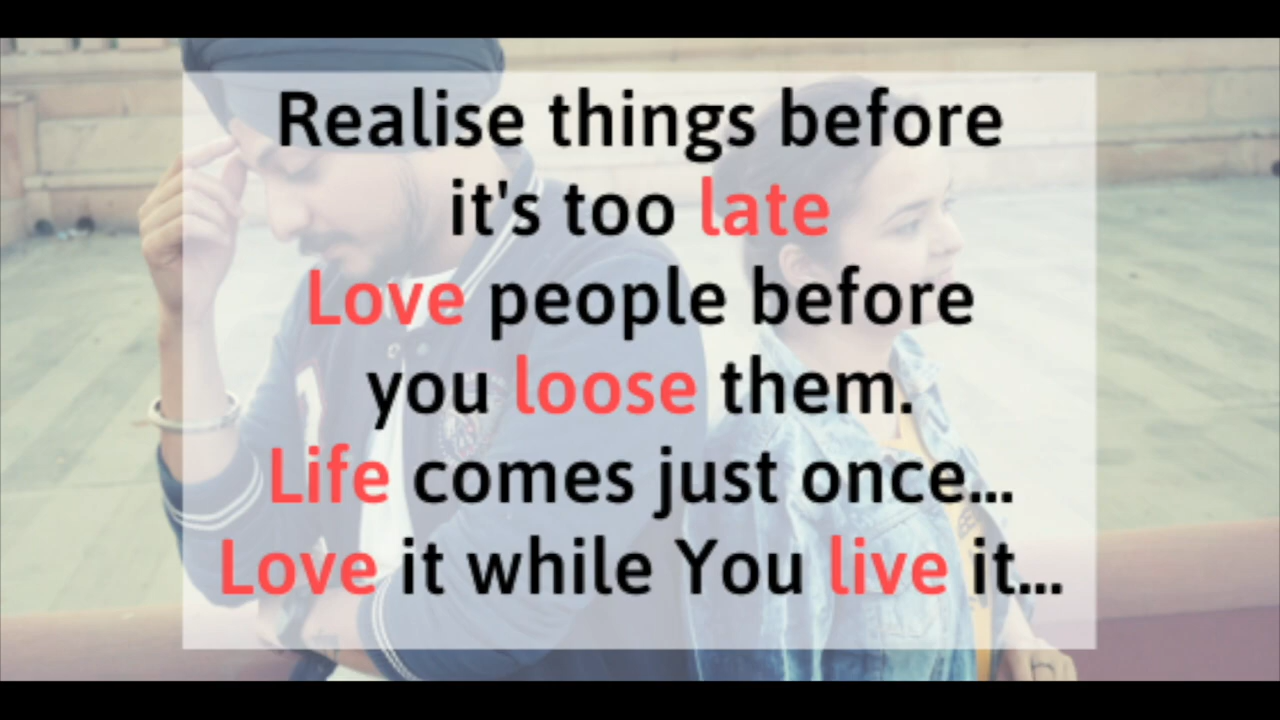 Realise things before
it's too late
Love people before
you loose them.
Life comes just once...
Love it while You live it...